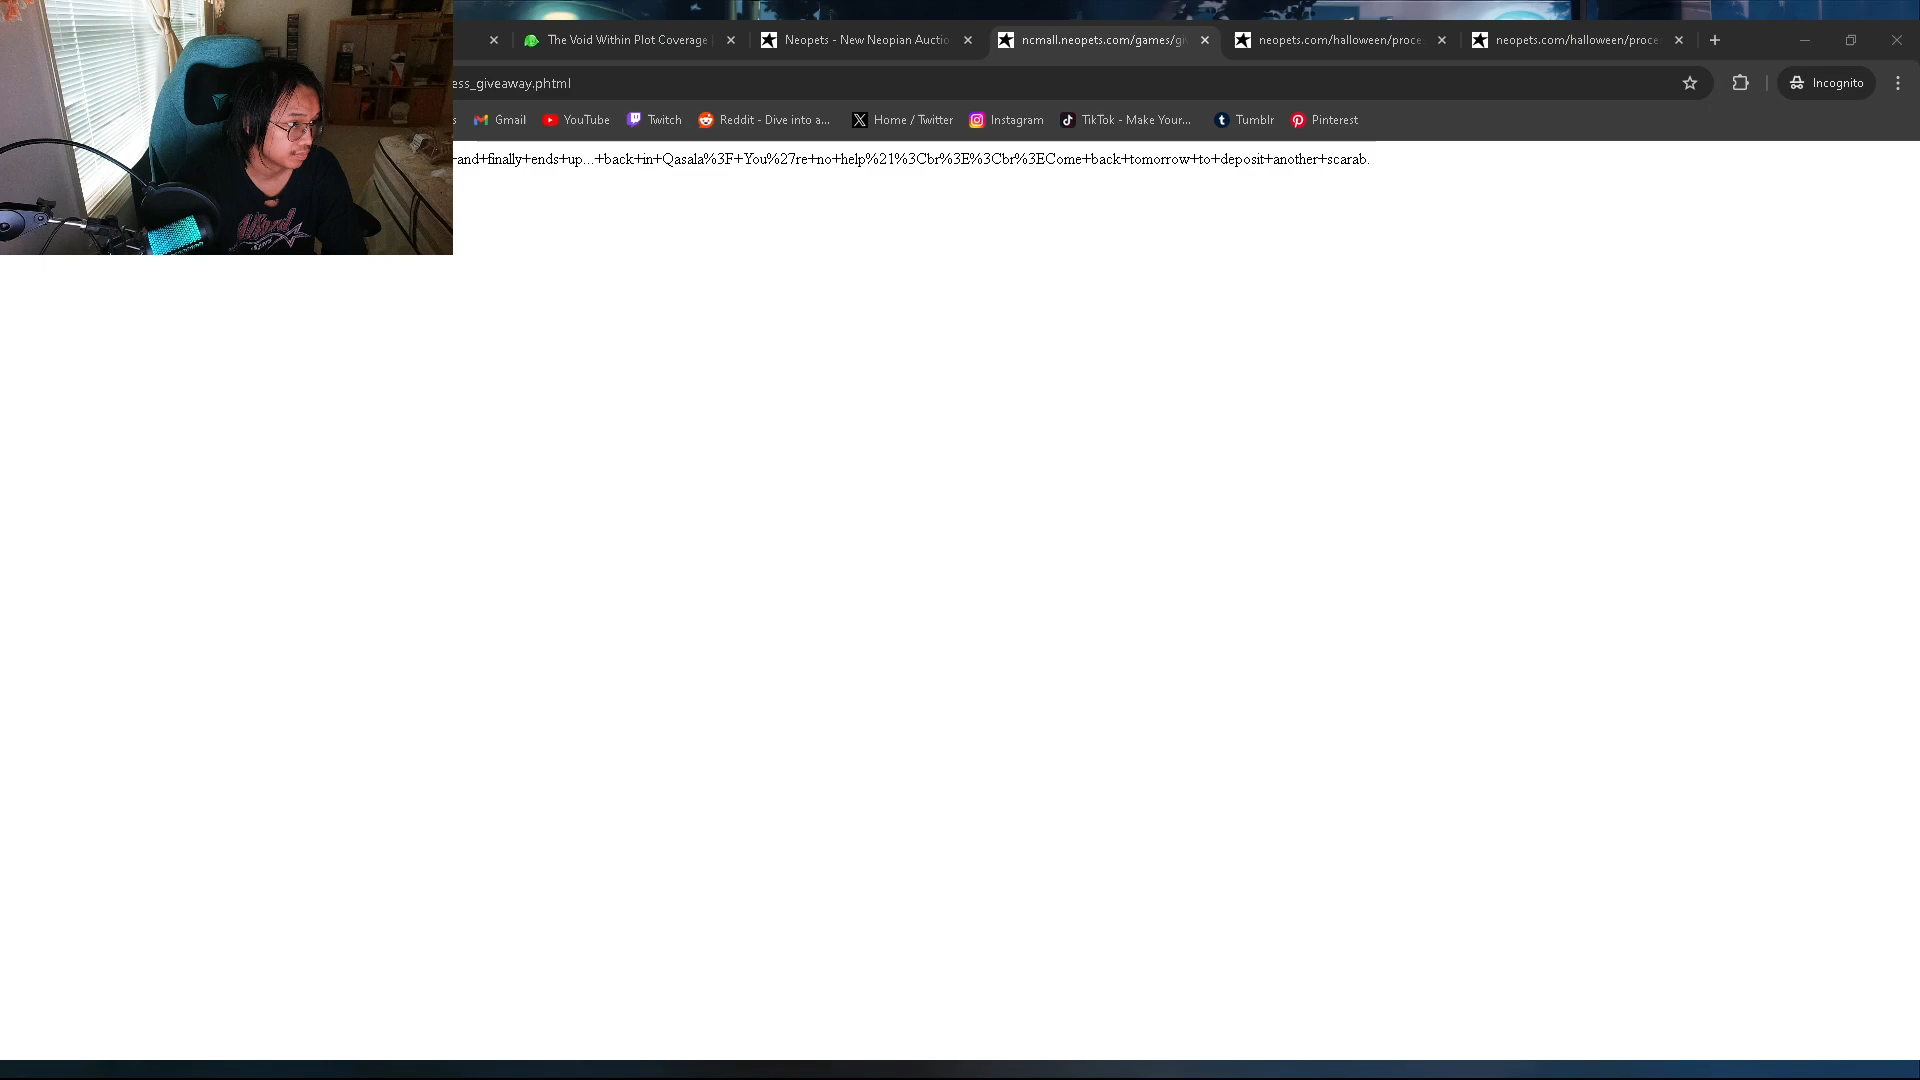 The Void Within Plot Coverage
Neopets - New Neopian Auctio
ncmall.neopets.com/games/gi
neopets.com/halloween/proce
neopets.com/halloween/proce
ess_giveaway.phtml
Incognito
s
Gmail
YouTube
Twitch
Reddit - Dive into a...
Home / Twitter
Instagram
TikTok - Make Your...
Tumblr
Pinterest
+and+finally+ends+up...+back+in+Qasala%3F+You%27re+no+help%21%3Cbr%3E%3Cbr%3ECome+back+tomorrow+to+deposit+another+scarab.